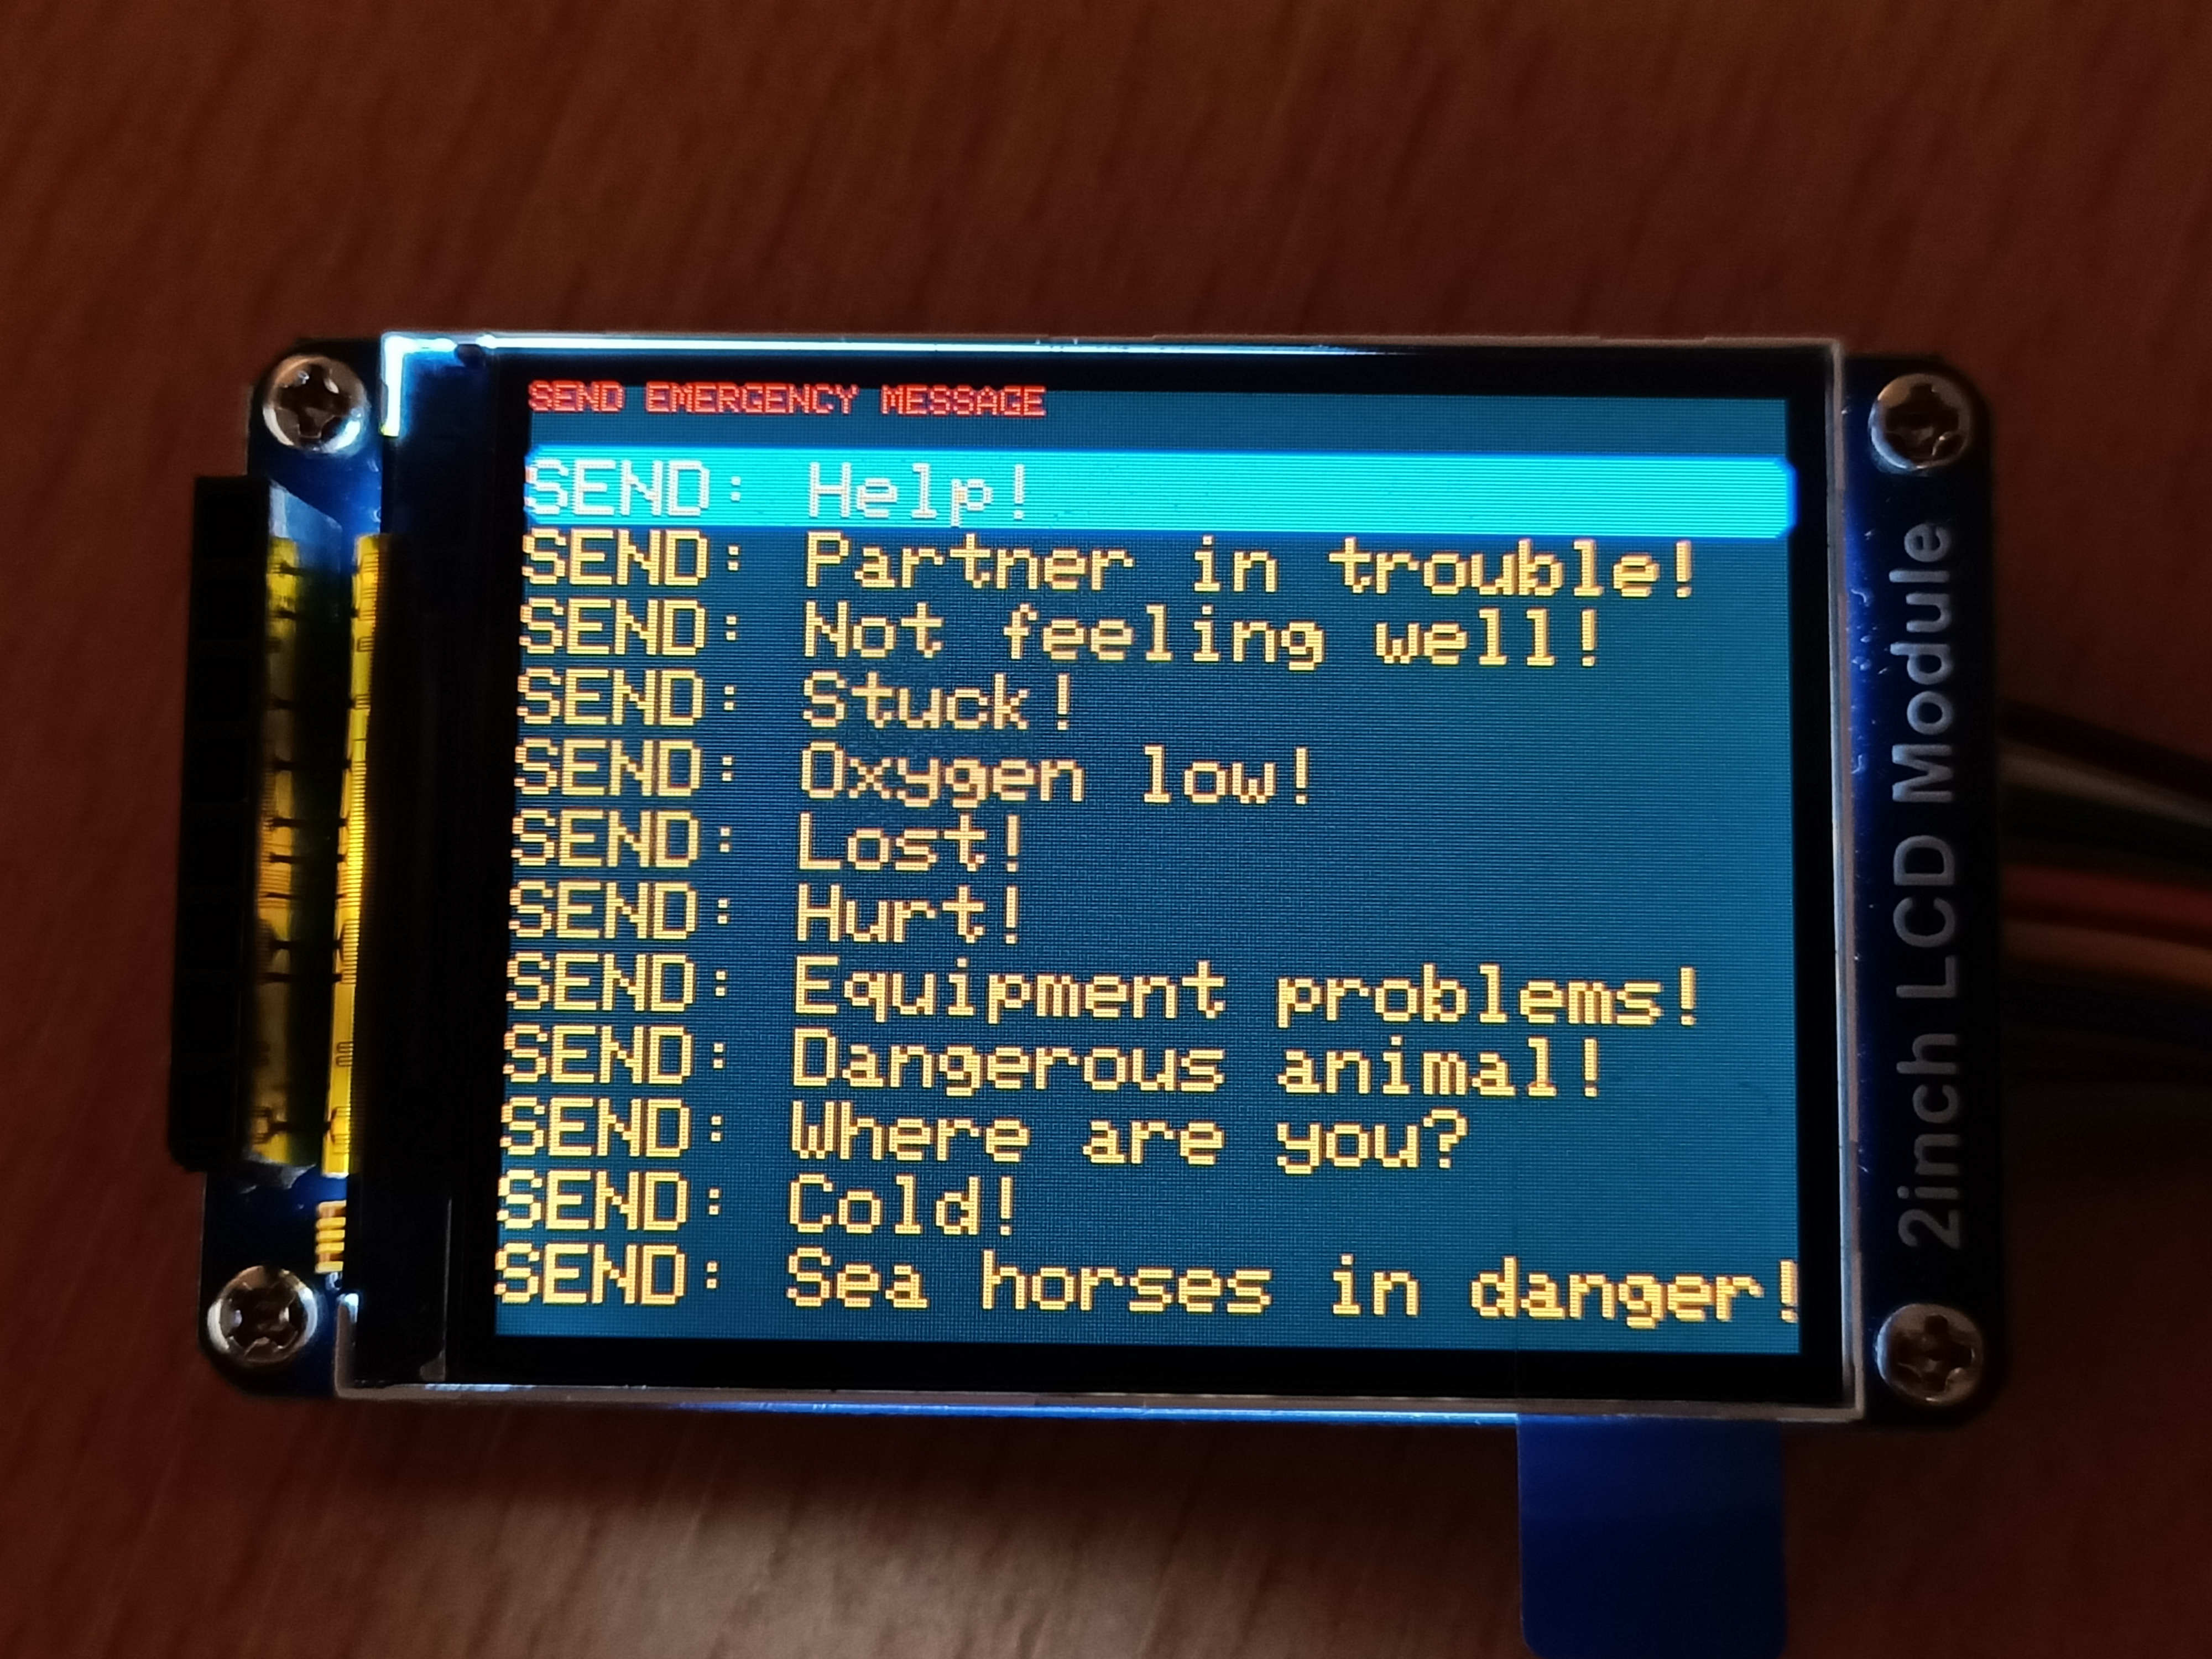 SEND EMERGENCY MESSAGE
SEND: Help!
SEND: Partner in trouble!
SEND: Not feeling well!
SEND: Stuck!
SEND: Oxygen low!
SEND: Lost!
SEND: Hurt!
SEND: Equipment problems!
SEND: Dangerous animal!
SEND: Where are you?
SEND: Cold!
SEND: Sea horses in danger!
2inch LCD Module